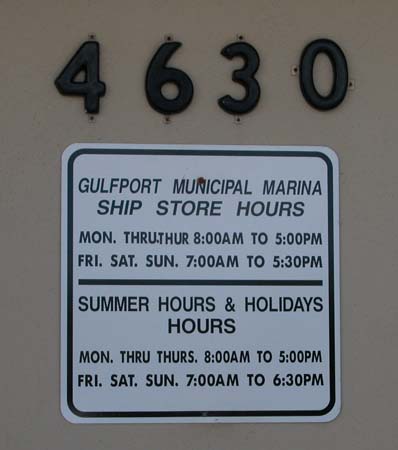 4630
GULFPORT MUNICIPAL MARINA
SHIP STORE HOURS
MON. THRU.THUR 8:00AM TO 5:00PM
FRI. SAT. SUN. 7:00AM TO 5:30PM
SUMMER HOURS & HOLIDAYS
HOURS
MON. THRU THURS. 8:00AM TO 5:00PM
FRI. SAT. SUN. 7:00AM TO 6:30PM